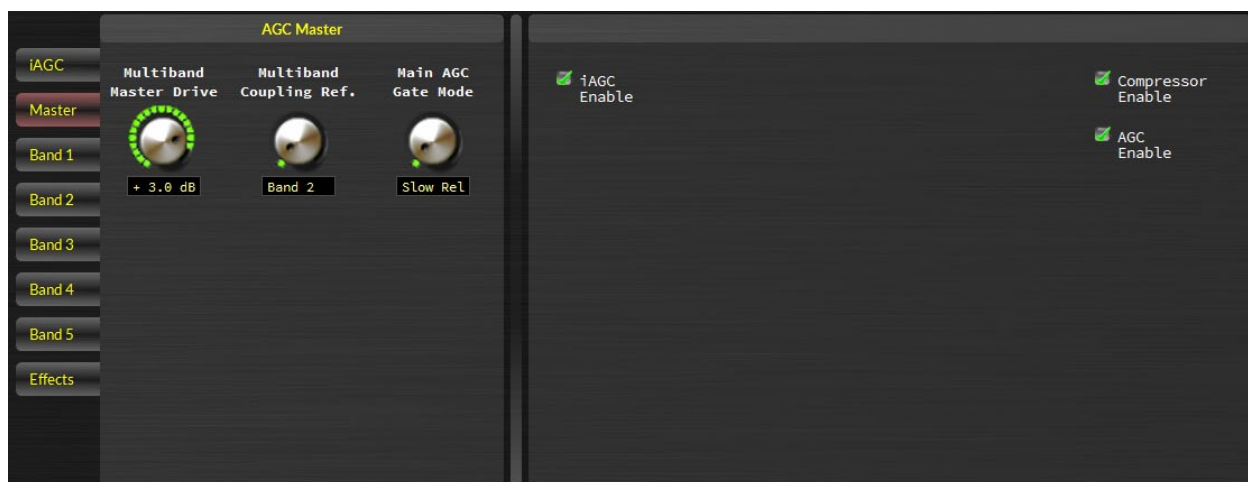 AGC Master
iAGC
Master
Band 1
Band 2
Band 3
Band 4
Band 5
Effects
Multiband
Master Drive
+ 3.0 dB
Multiband
Coupling Ref.
Band 2
Main AGC
Gate Mode
Slow Rel
iAGC
Enable
Compressor
Enable
AGC
Enable